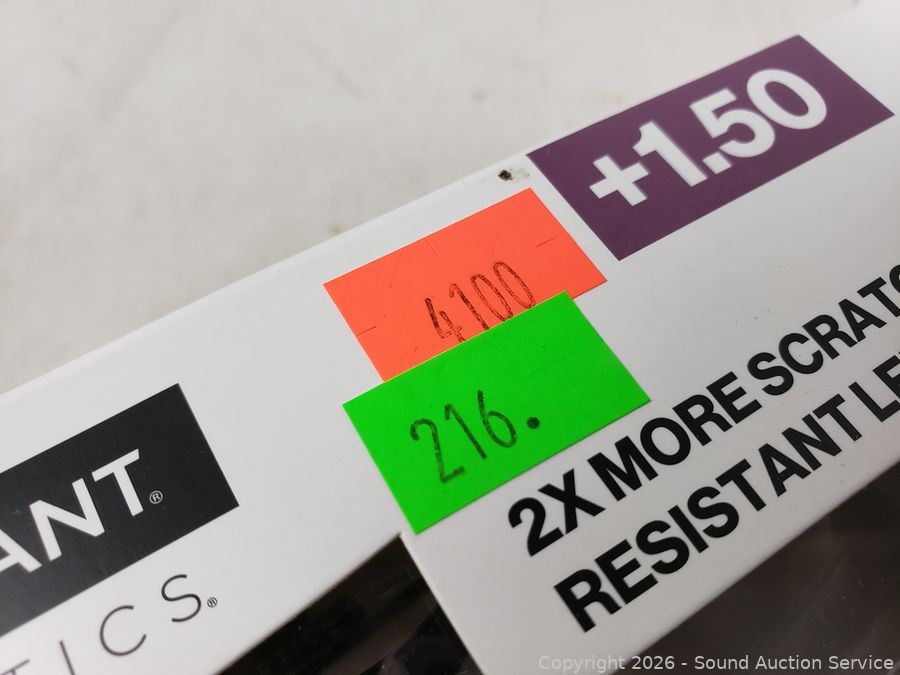 +1.50
4100
216.
ANT®
TICS®
2X MORE SCRATC
RESISTANT LE
Copyright 2026 - Sound Auction Service